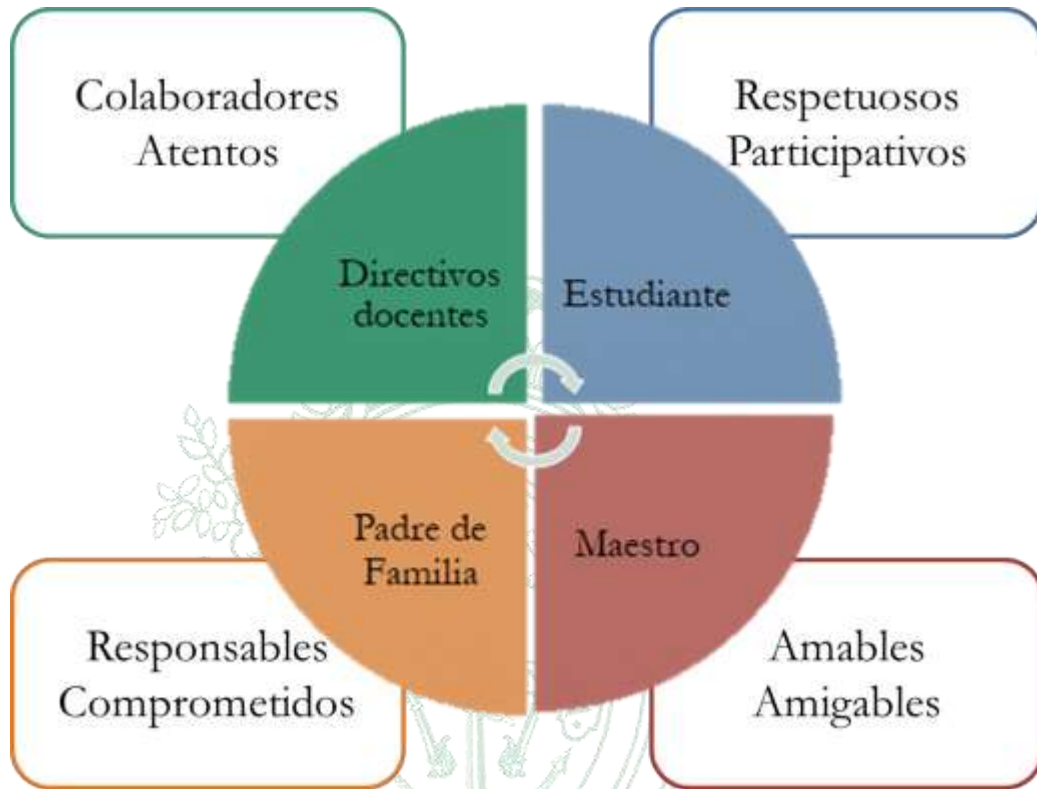 Colaboradores
Atentos
Respetuosos
Participativos
Directivos
docentes
Estudiante
Padre de
Familia
Maestro
Responsables
Comprometidos
Amables
Amigables